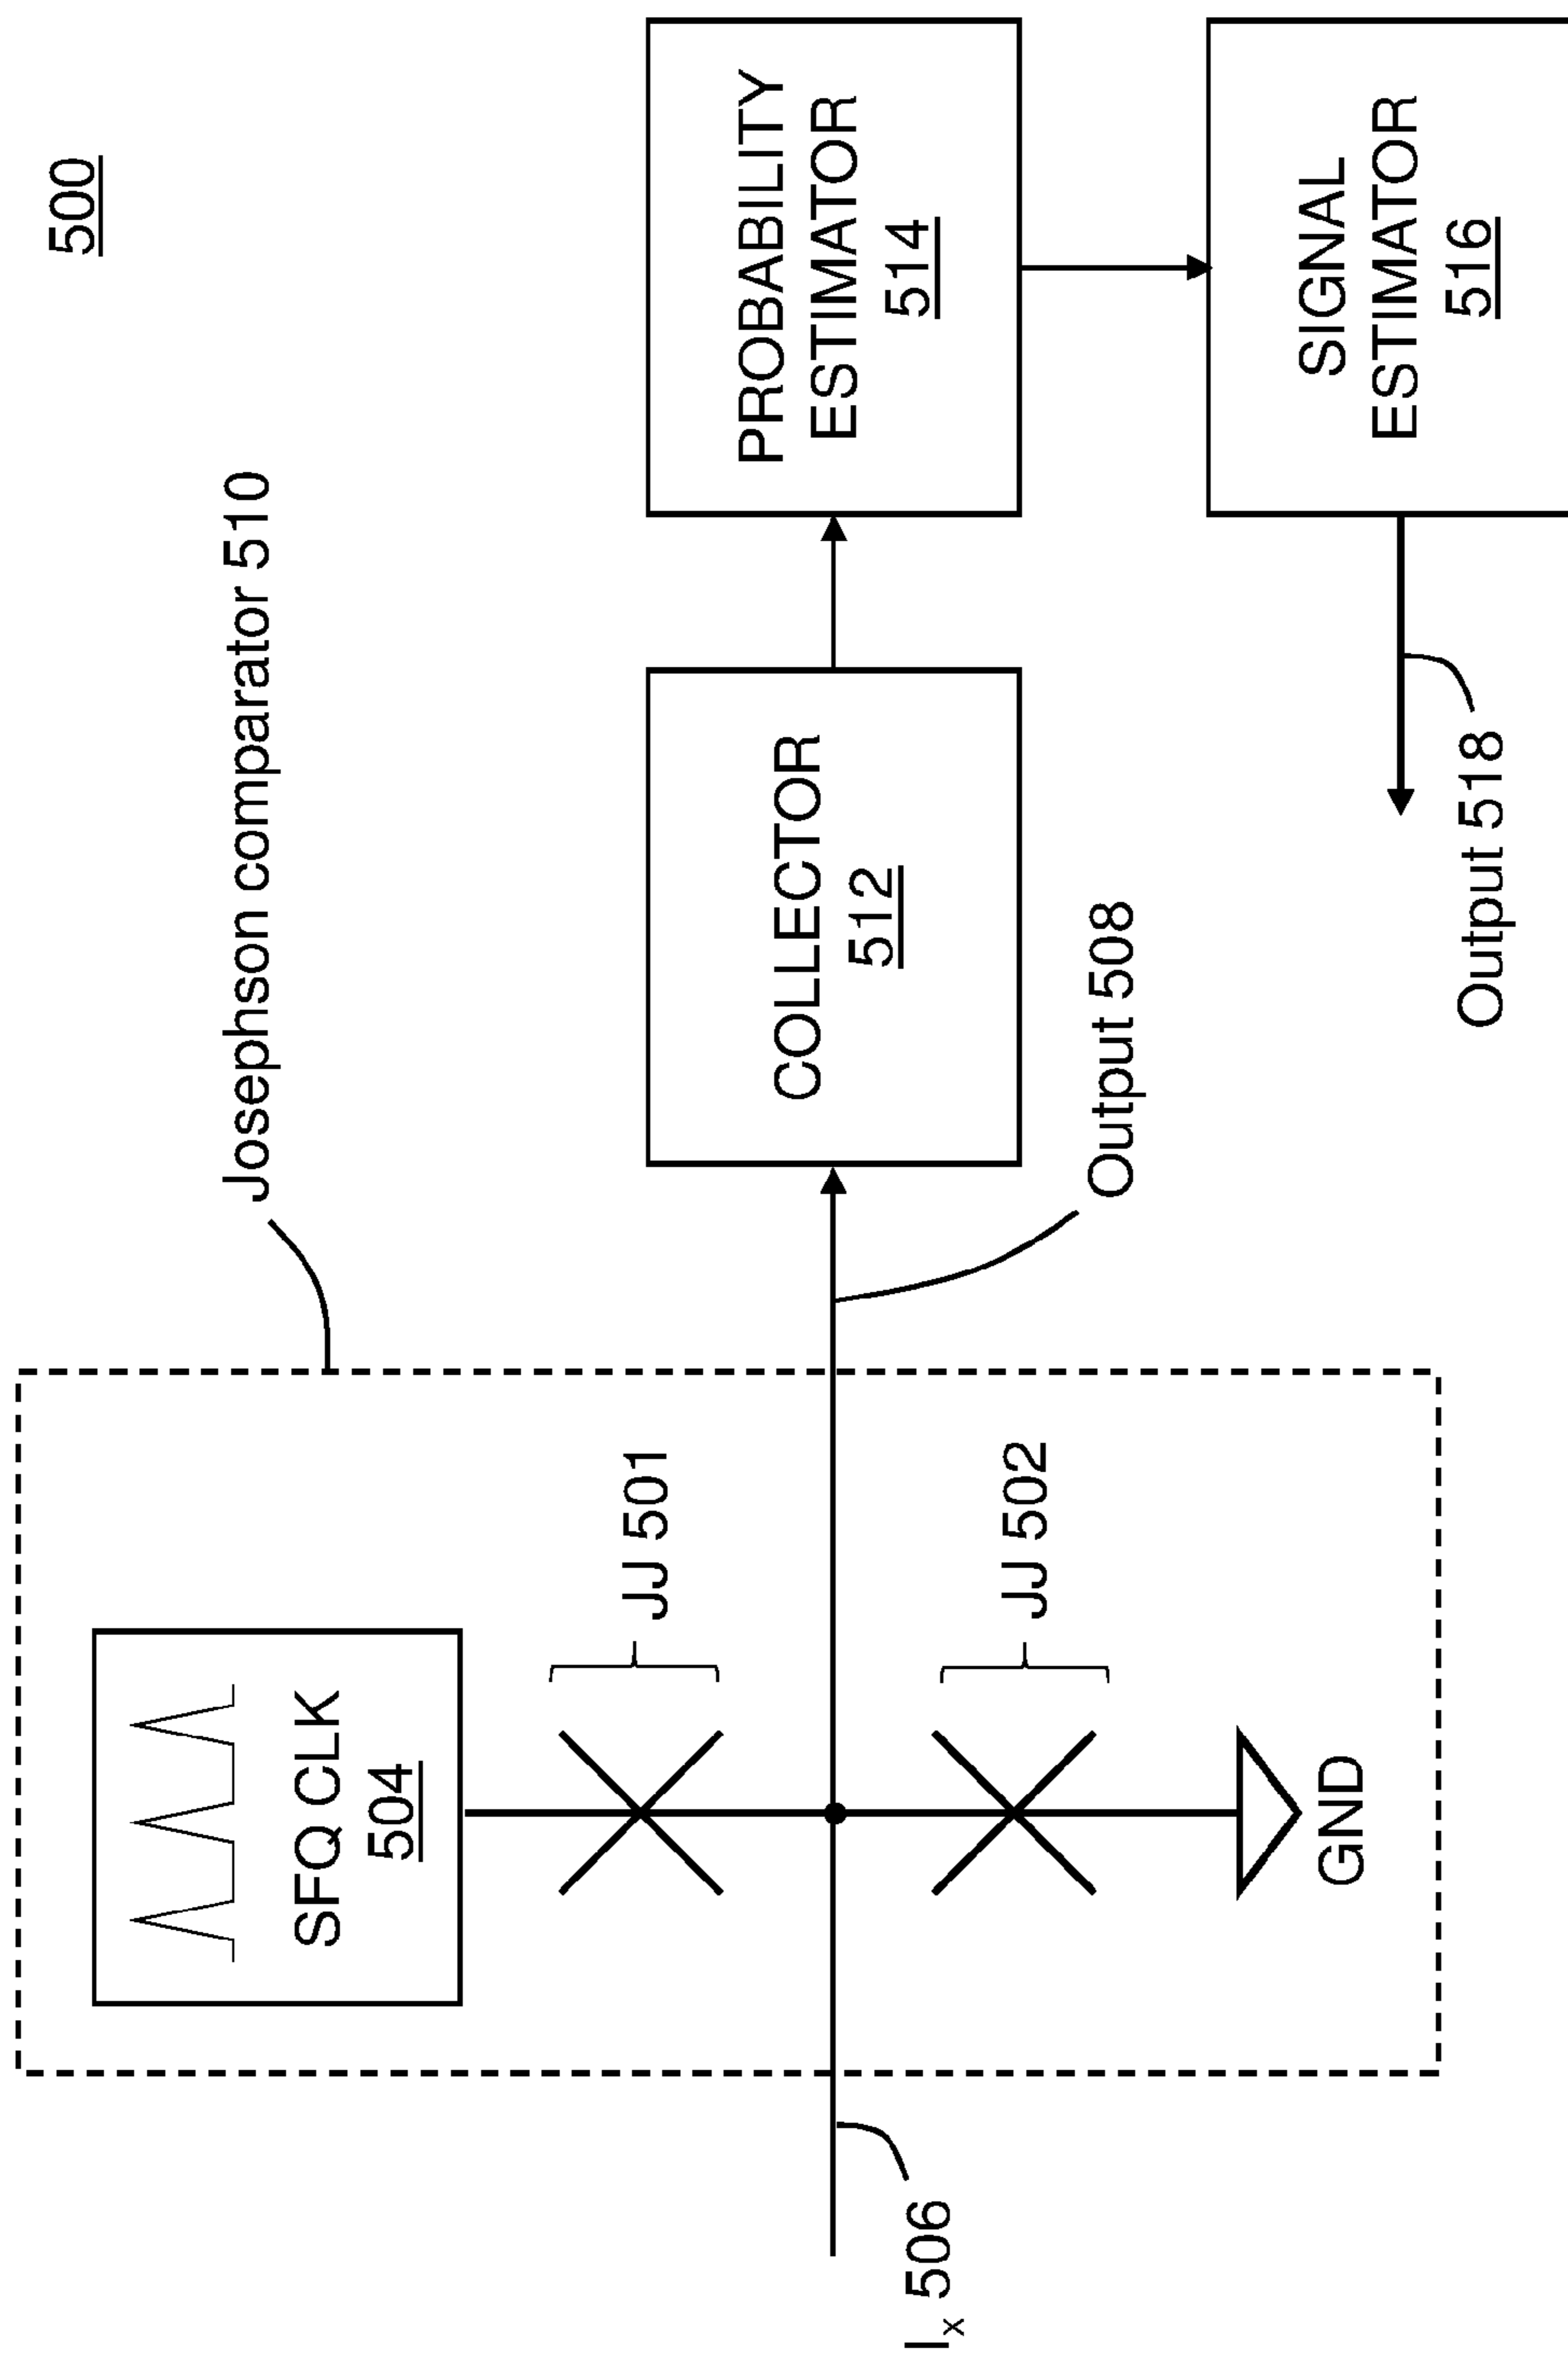 500
Josephson comparator 510
SFQ CLK
504
JJ 501
JJ 502
GND
I_x 506
COLLECTOR
512
Output 508
PROBABILITY
ESTIMATOR
514
SIGNAL
ESTIMATOR
516
Output 518